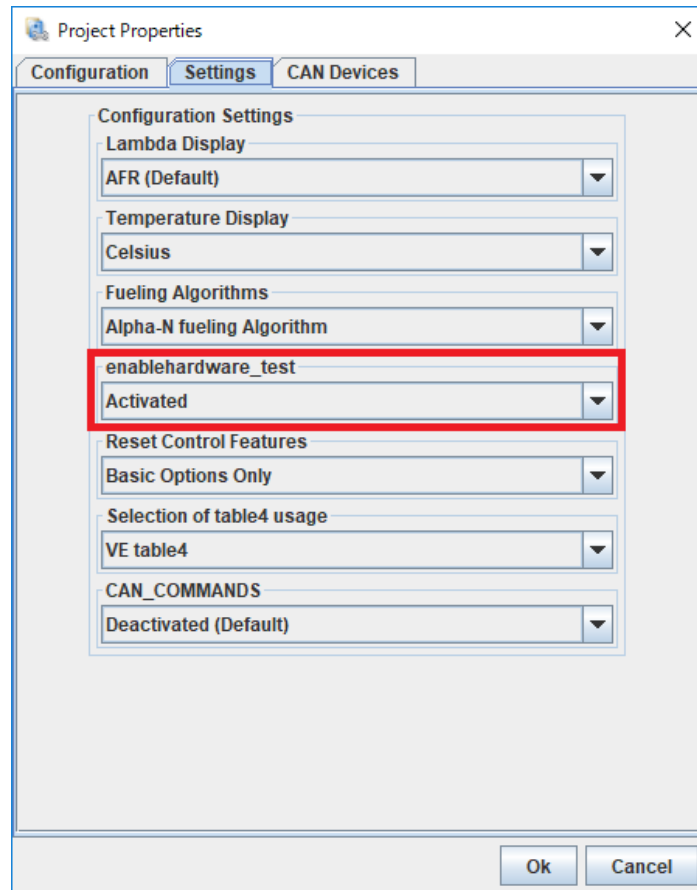 Project Properties
Configuration Settings CAN Devices
Configuration Settings
Lambda Display
AFR (Default)
Temperature Display
Celsius
Fueling Algorithms
Alpha-N fueling Algorithm
enablehardware_test
Activated
Reset Control Features
Basic Options Only
Selection of table4 usage
VE table4
CAN_COMMANDS
Deactivated (Default)
Ok Cancel